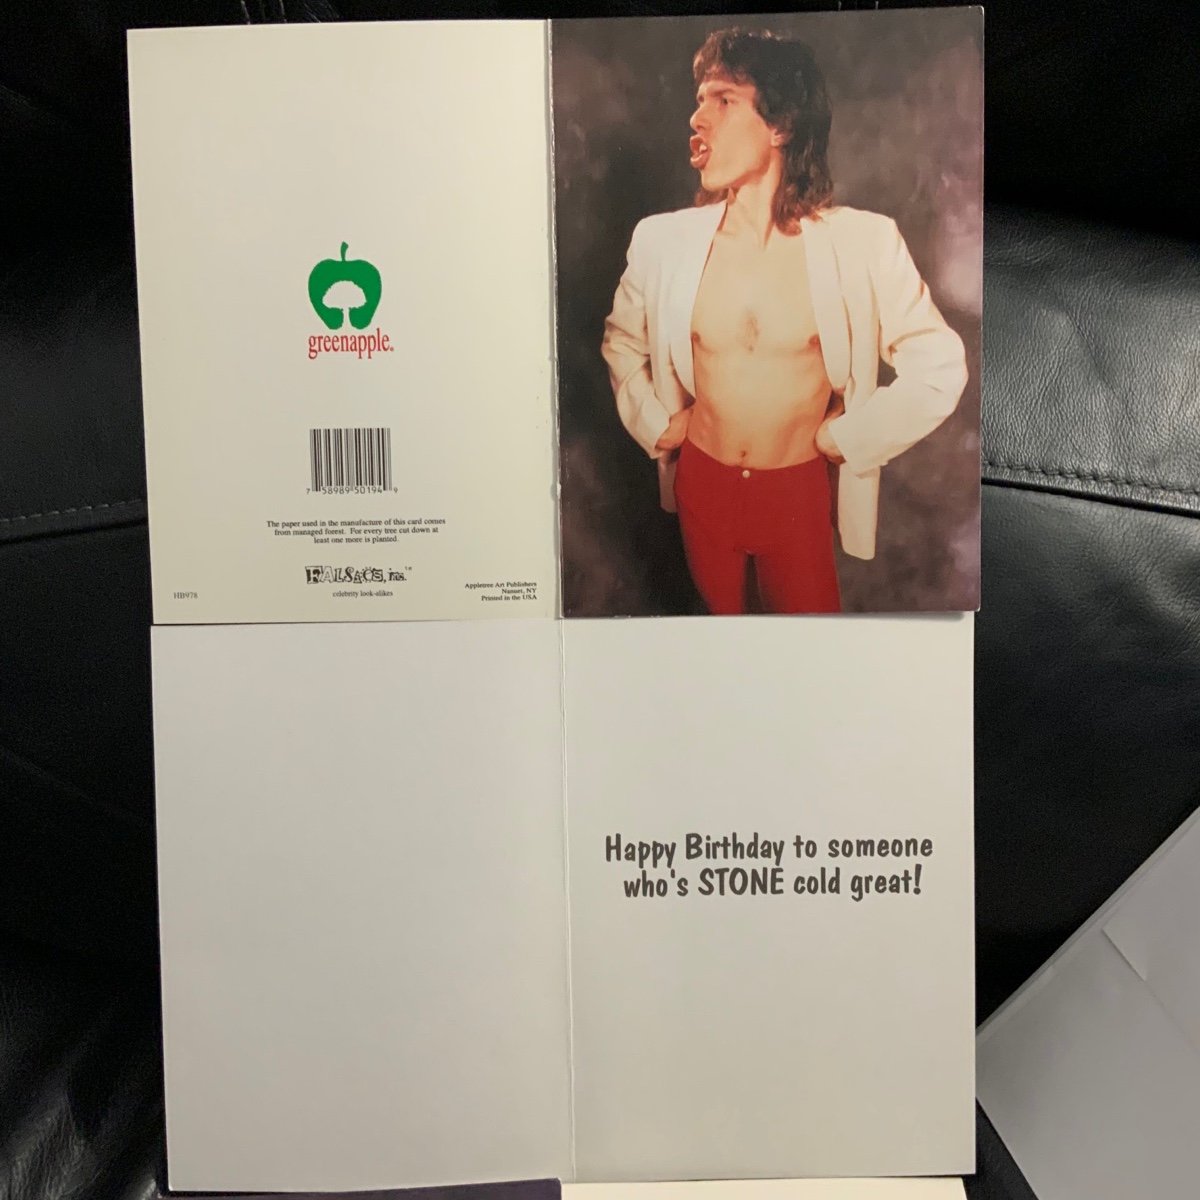 greenapple®
7 58989 50194 9
The paper used in the manufacture of this card comes
from managed forest. For every tree cut down at
least one more is planted.
FALSACS, inc.™
celebrity look-alikes
HB978
Appletree Art Publishers
Nanuet, NY
Printed in the USA
Happy Birthday to someone
who's STONE cold great!